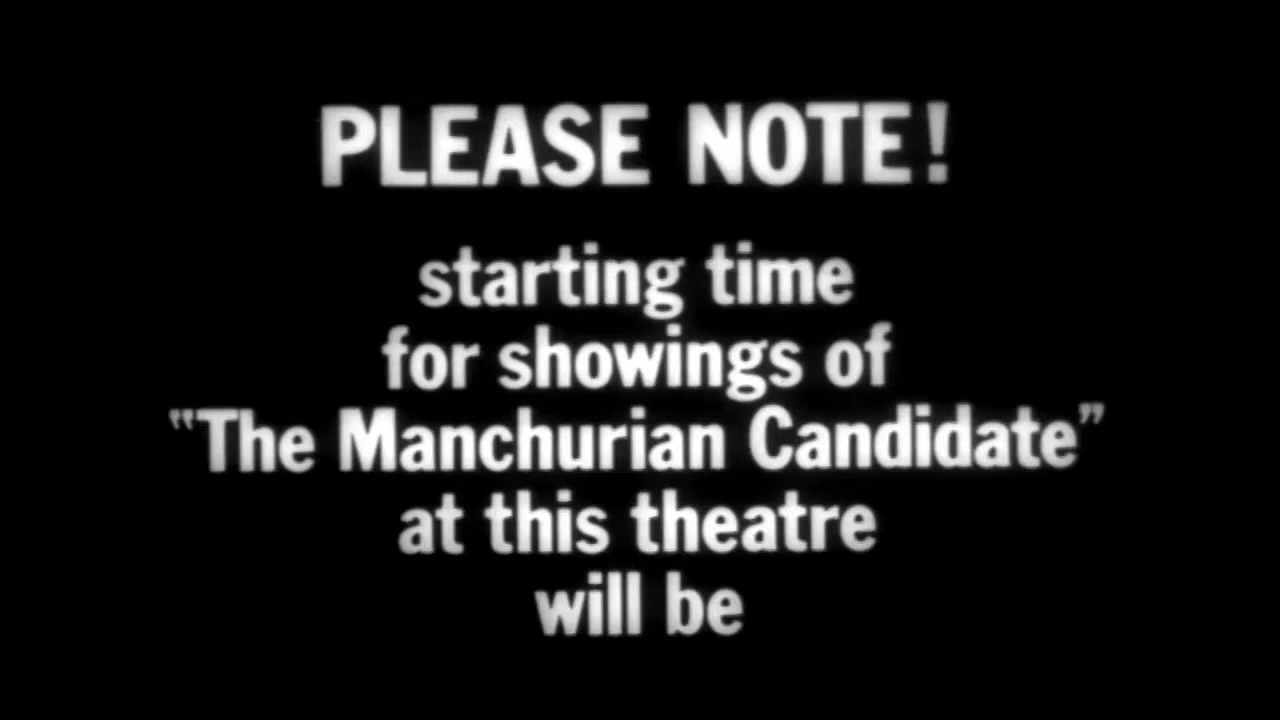 PLEASE NOTE!
starting time
for showings of
"The Manchurian Candidate"
at this theatre
will be